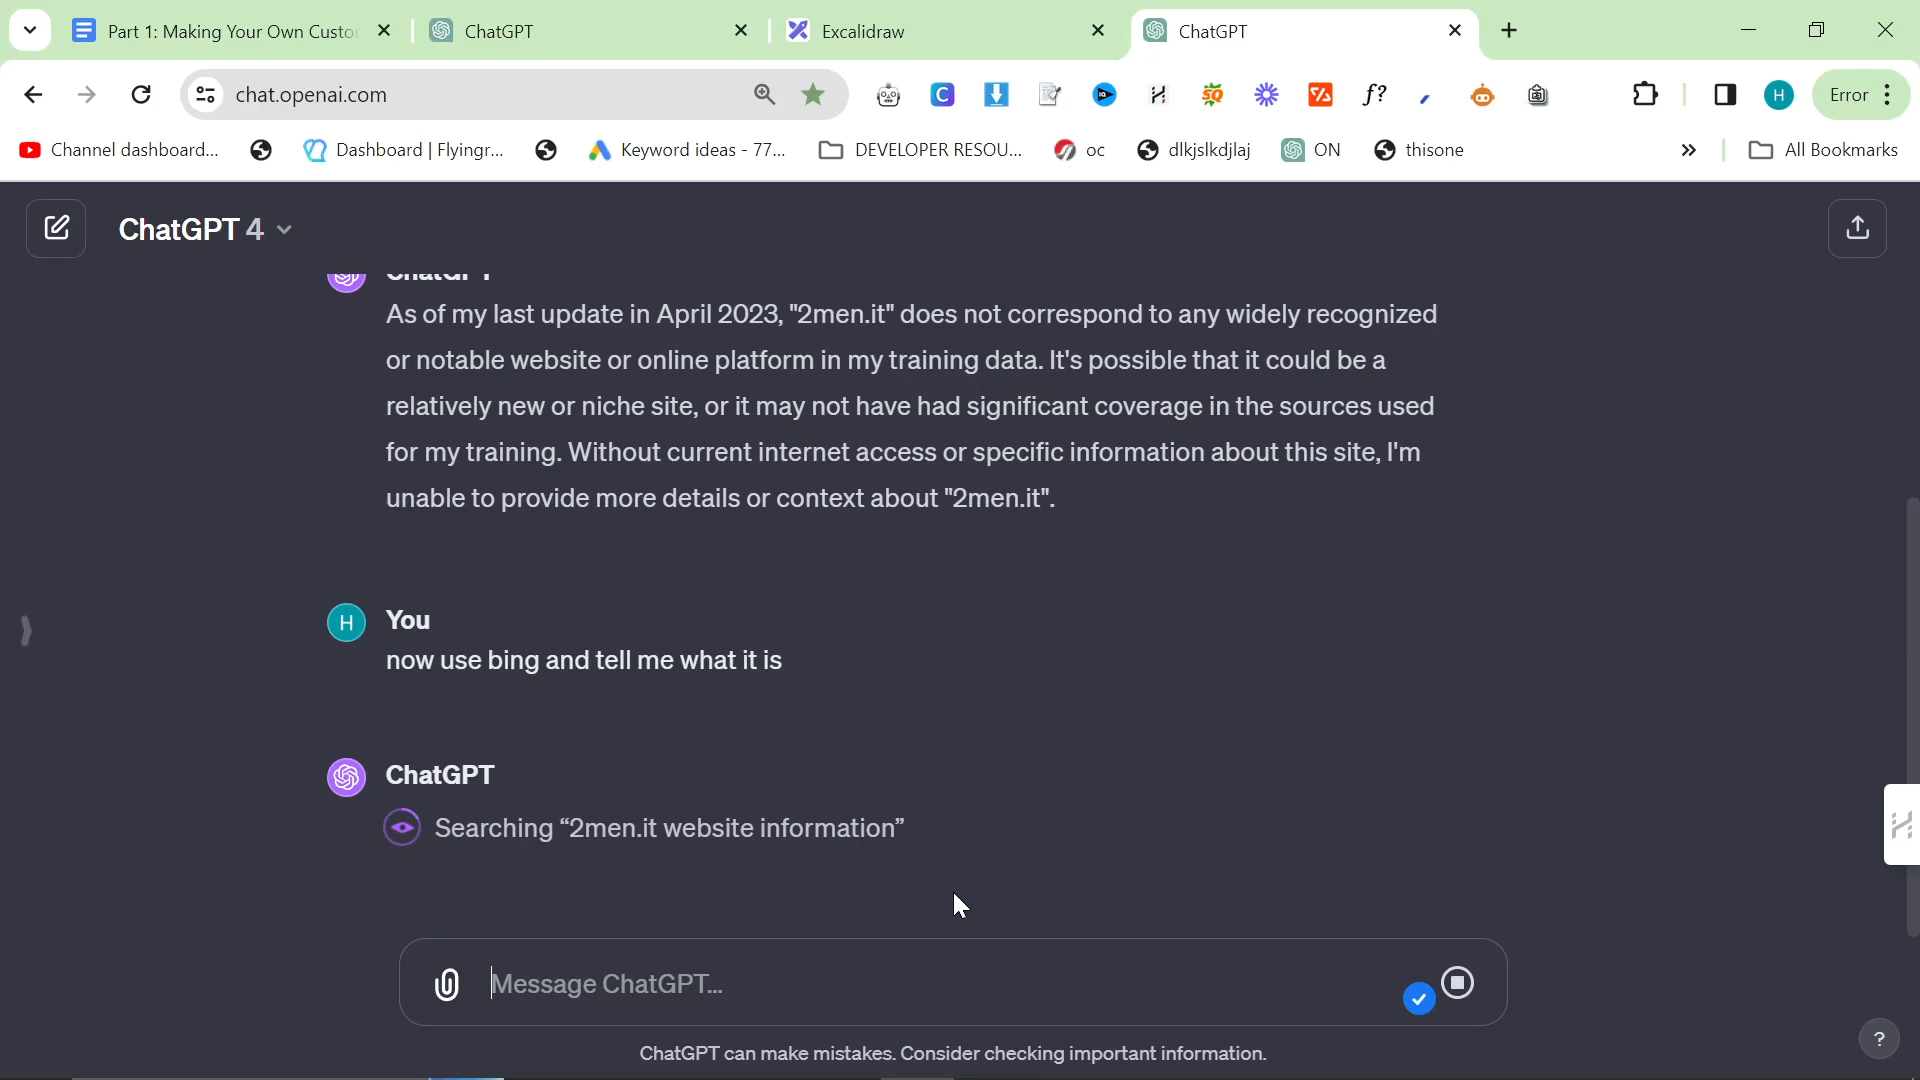 Part 1: Making Your Own Custo
ChatGPT
Excalidraw
ChatGPT
chat.openai.com
H
Error
Channel dashboard...
Dashboard | Flyingr...
Keyword ideas - 77...
DEVELOPER RESOU...
oc
dlkjslkdjlaj
ON
thisone
All Bookmarks
ChatGPT 4
ChatGPT
As of my last update in April 2023, "2men.it" does not correspond to any widely recognized
or notable website or online platform in my training data. It's possible that it could be a
relatively new or niche site, or it may not have had significant coverage in the sources used
for my training. Without current internet access or specific information about this site, I'm
unable to provide more details or context about "2men.it".
H
You
now use bing and tell me what it is
ChatGPT
Searching “2men.it website information”
Message ChatGPT...
ChatGPT can make mistakes. Consider checking important information.
?